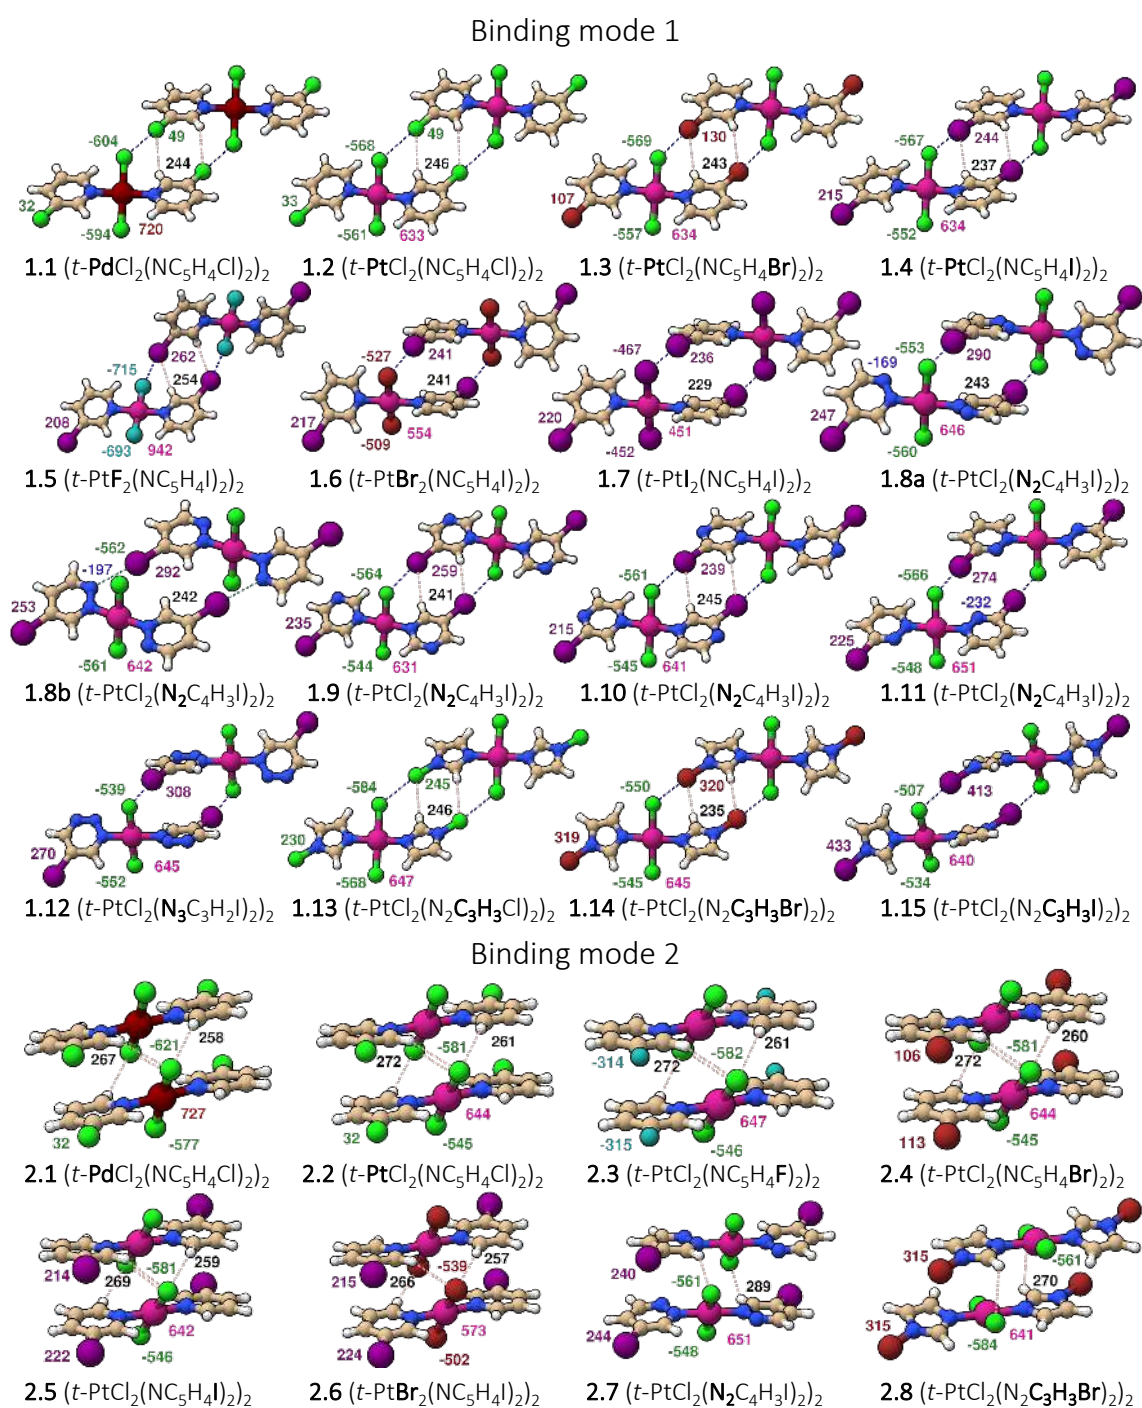 Binding mode 1
-604 49 -568 49 -569 130 -567 244
244 246 243 237
32 33 107 215
-594 720 -561 633 -557 634 -552 634
1.1 (t-PdCl₂(NC₅H₄Cl)₂)₂ 1.2 (t-PtCl₂(NC₅H₄Cl)₂)₂ 1.3 (t-PtCl₂(NC₅H₄Br)₂)₂ 1.4 (t-PtCl₂(NC₅H₄I)₂)₂
262 -527 241 -467 236 -553 290
-715 254 241 229 -169 243
208 217 220 247
-693 942 -509 554 -452 451 -560 646
1.5 (t-PtF₂(NC₅H₄I)₂)₂ 1.6 (t-PtBr₂(NC₅H₄I)₂)₂ 1.7 (t-PtI₂(NC₅H₄I)₂)₂ 1.8a (t-PtCl₂(N₂C₄H₃I)₂)₂
-562 -564 259 -561 239 -566 274
-197 292 242 241 245 -232
253 235 215 225
-561 642 -544 631 -545 641 -548 651
1.8b (t-PtCl₂(N₂C₄H₃I)₂)₂ 1.9 (t-PtCl₂(N₂C₄H₃I)₂)₂ 1.10 (t-PtCl₂(N₂C₄H₃I)₂)₂ 1.11 (t-PtCl₂(N₂C₄H₃I)₂)₂
-539 308 -584 245 -550 320 -507 413
246 235
270 230 319 433
-552 645 -568 647 -545 645 -534 640
1.12 (t-PtCl₂(N₃C₃H₂I)₂)₂ 1.13 (t-PtCl₂(N₂C₃H₃Cl)₂)₂ 1.14 (t-PtCl₂(N₂C₃H₃Br)₂)₂ 1.15 (t-PtCl₂(N₂C₃H₃I)₂)₂
Binding mode 2
267 -621 258 272 -581 261 -314 272 -582 261 106 272 -581 260
727 644 647 644
32 -577 32 -545 -315 -546 113 -545
2.1 (t-PdCl₂(NC₅H₄Cl)₂)₂ 2.2 (t-PtCl₂(NC₅H₄Cl)₂)₂ 2.3 (t-PtCl₂(NC₅H₄F)₂)₂ 2.4 (t-PtCl₂(NC₅H₄Br)₂)₂
214 269 -581 259 215 266 -539 257 240 -561 289 315 -561 270
642 573 651 641
222 -546 224 -502 244 -548 315 -584
2.5 (t-PtCl₂(NC₅H₄I)₂)₂ 2.6 (t-PtBr₂(NC₅H₄I)₂)₂ 2.7 (t-PtCl₂(N₂C₄H₃I)₂)₂ 2.8 (t-PtCl₂(N₂C₃H₃Br)₂)₂